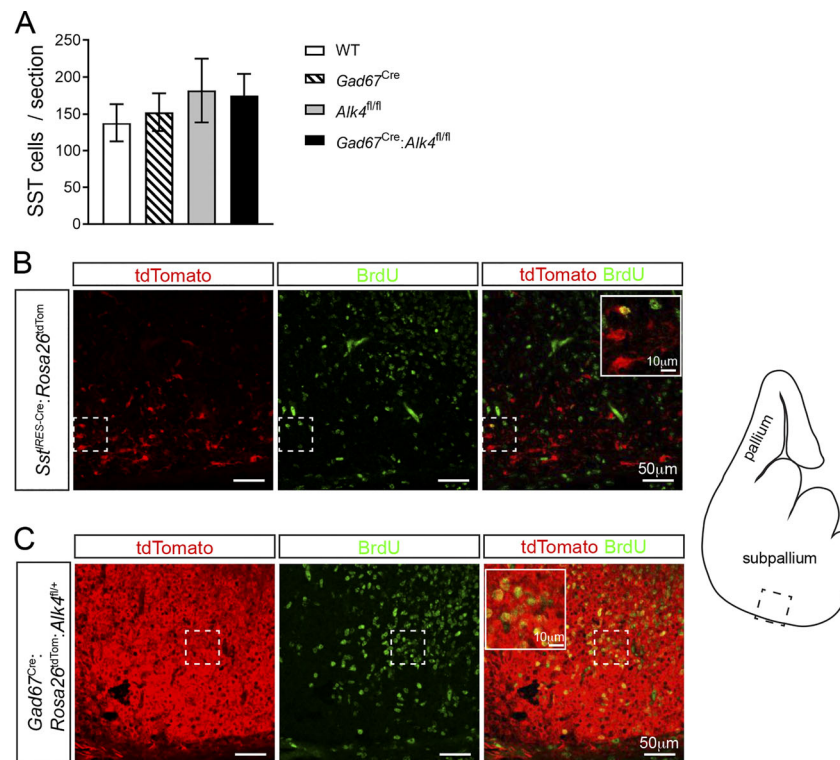 A
250
200
150
100
50
0
SST cells / section
WT
Gad67Cre
Alk4fl/fl
Gad67Cre:Alk4fl/fl
B
tdTomato
BrdU
tdTomato BrdU
SstIRES-Cre:Rosa26tdTom
10μm
50μm
pallium
subpallium
C
tdTomato
BrdU
tdTomato BrdU
Gad67Cre:
Rosa26tdTom:Alk4fl/+
10μm
50μm